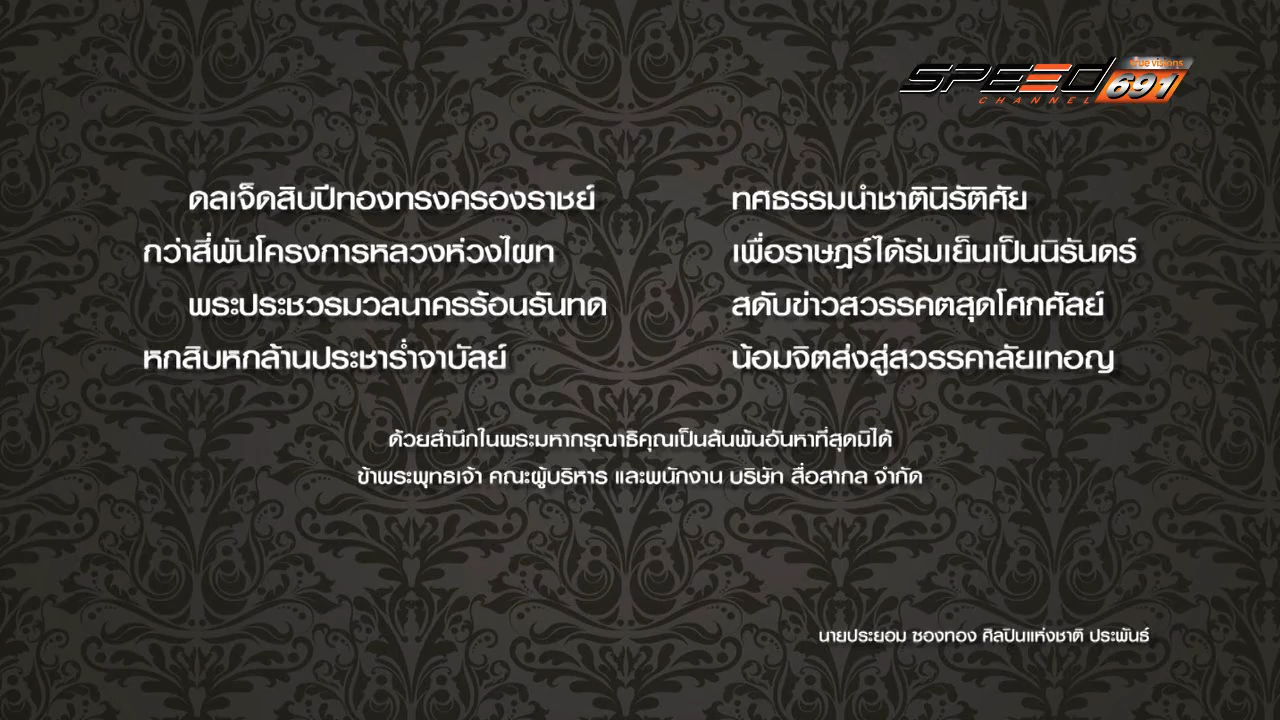 SPEED
true visions
CHANNEL 691
ดลเจ็ดสิบปีทองทรงครองราชย์ ทศธรรมนำชาตินิรัติศัย
กว่าสี่พันโครงการหลวงห่วงไผท เพื่อราษฎร์ได้ร่มเย็นเป็นนิรันดร์
พระประชวรมวลนาครร้อนรันทด สดับข่าวสวรรคตสุดโศกศัลย์
หกสิบหกล้านประชาร่ำจาบัลย์ น้อมจิตส่งสู่สวรรคาลัยเทอญ
ด้วยสำนึกในพระมหากรุณาธิคุณเป็นล้นพ้นอันหาที่สุดมิได้
ข้าพระพุทธเจ้า คณะผู้บริหาร และพนักงาน บริษัท สื่อสากล จำกัด
นายประยอม ซองทอง ศิลปินแห่งชาติ ประพันธ์